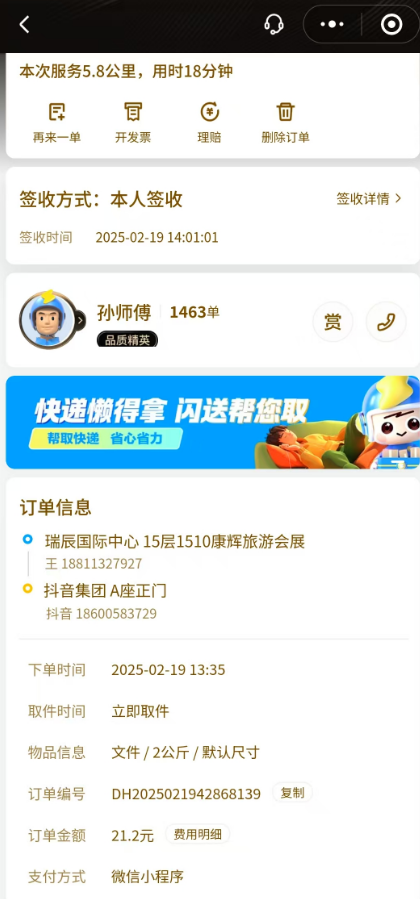 本次服务5.8公里，用时18分钟
再来一单 开发票 理赔 删除订单
签收方式：本人签收 签收详情 >
签收时间 2025-02-19 14:01:01
孙师傅 1463单
品质精英
赏
快递懒得拿 闪送帮您取
帮取快递 省心省力
订单信息
瑞辰国际中心 15层1510康辉旅游会展
王 18811327927
抖音集团 A座正门
抖音 18600583729
下单时间 2025-02-19 13:35
取件时间 立即取件
物品信息 文件 / 2公斤 / 默认尺寸
订单编号 DH2025021942868139 复制
订单金额 21.2元 费用明细
支付方式 微信小程序